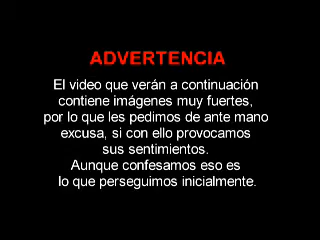 ADVERTENCIA
El video que verán a continuación
contiene imágenes muy fuertes,
por lo que les pedimos de ante mano
excusa, si con ello provocamos
sus sentimientos.
Aunque confesamos eso es
lo que perseguimos inicialmente.